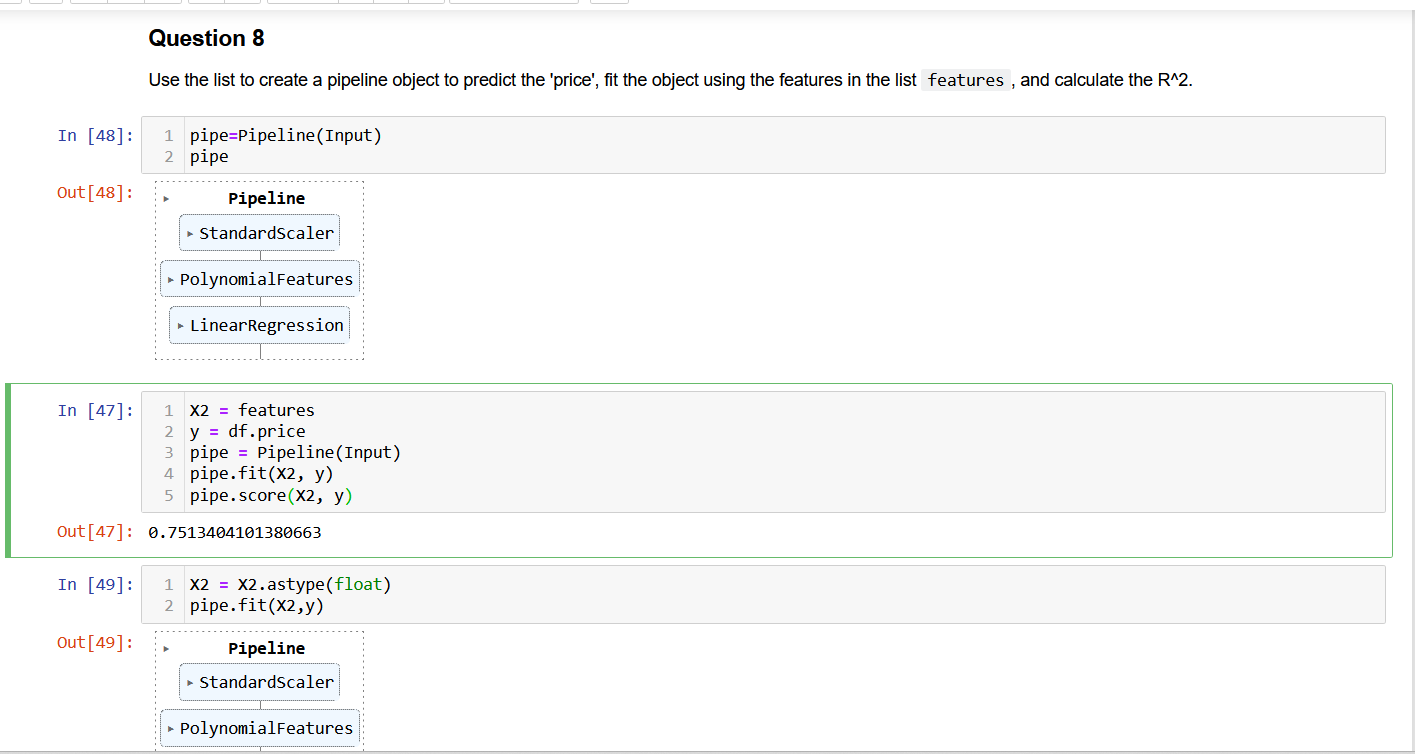 Question 8
Use the list to create a pipeline object to predict the 'price', fit the object using the features in the list features , and calculate the R^2.
In [48]:
1 pipe=Pipeline(Input)
2 pipe
Out[48]:
Pipeline
StandardScaler
PolynomialFeatures
LinearRegression
In [47]:
1 X2 = features
2 y = df.price
3 pipe = Pipeline(Input)
4 pipe.fit(X2, y)
5 pipe.score(X2, y)
Out[47]: 0.7513404101380663
In [49]:
1 X2 = X2.astype(float)
2 pipe.fit(X2,y)
Out[49]:
Pipeline
StandardScaler
PolynomialFeatures